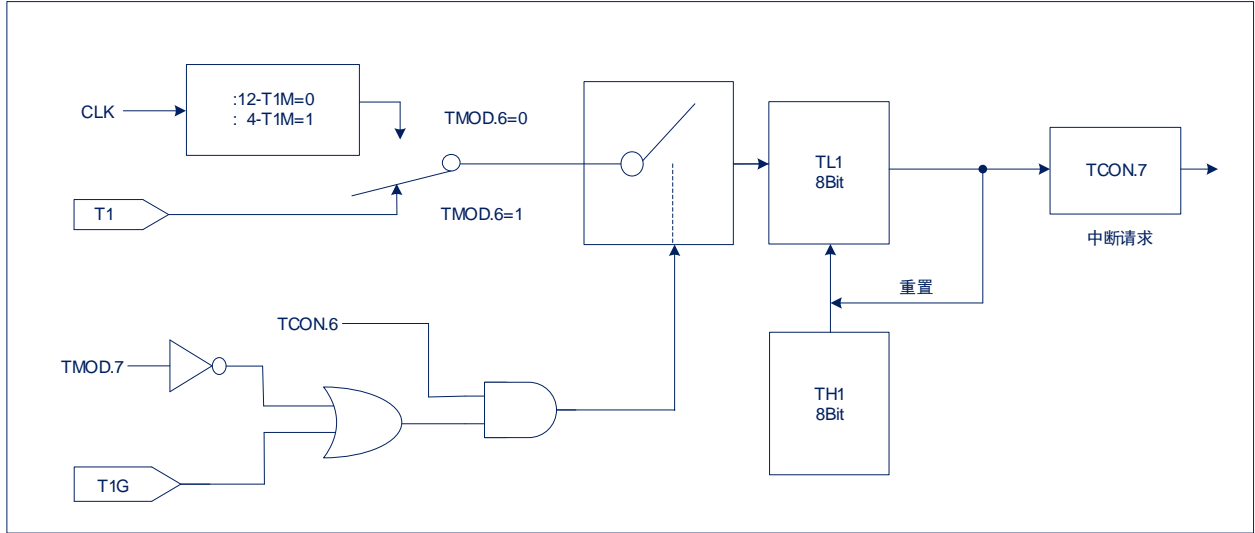 CLK
:12-T1M=0
: 4-T1M=1
TMOD.6=0
T1
TMOD.6=1
TL1
8Bit
TCON.7
中断请求
重置
TCON.6
TMOD.7
TH1
8Bit
T1G